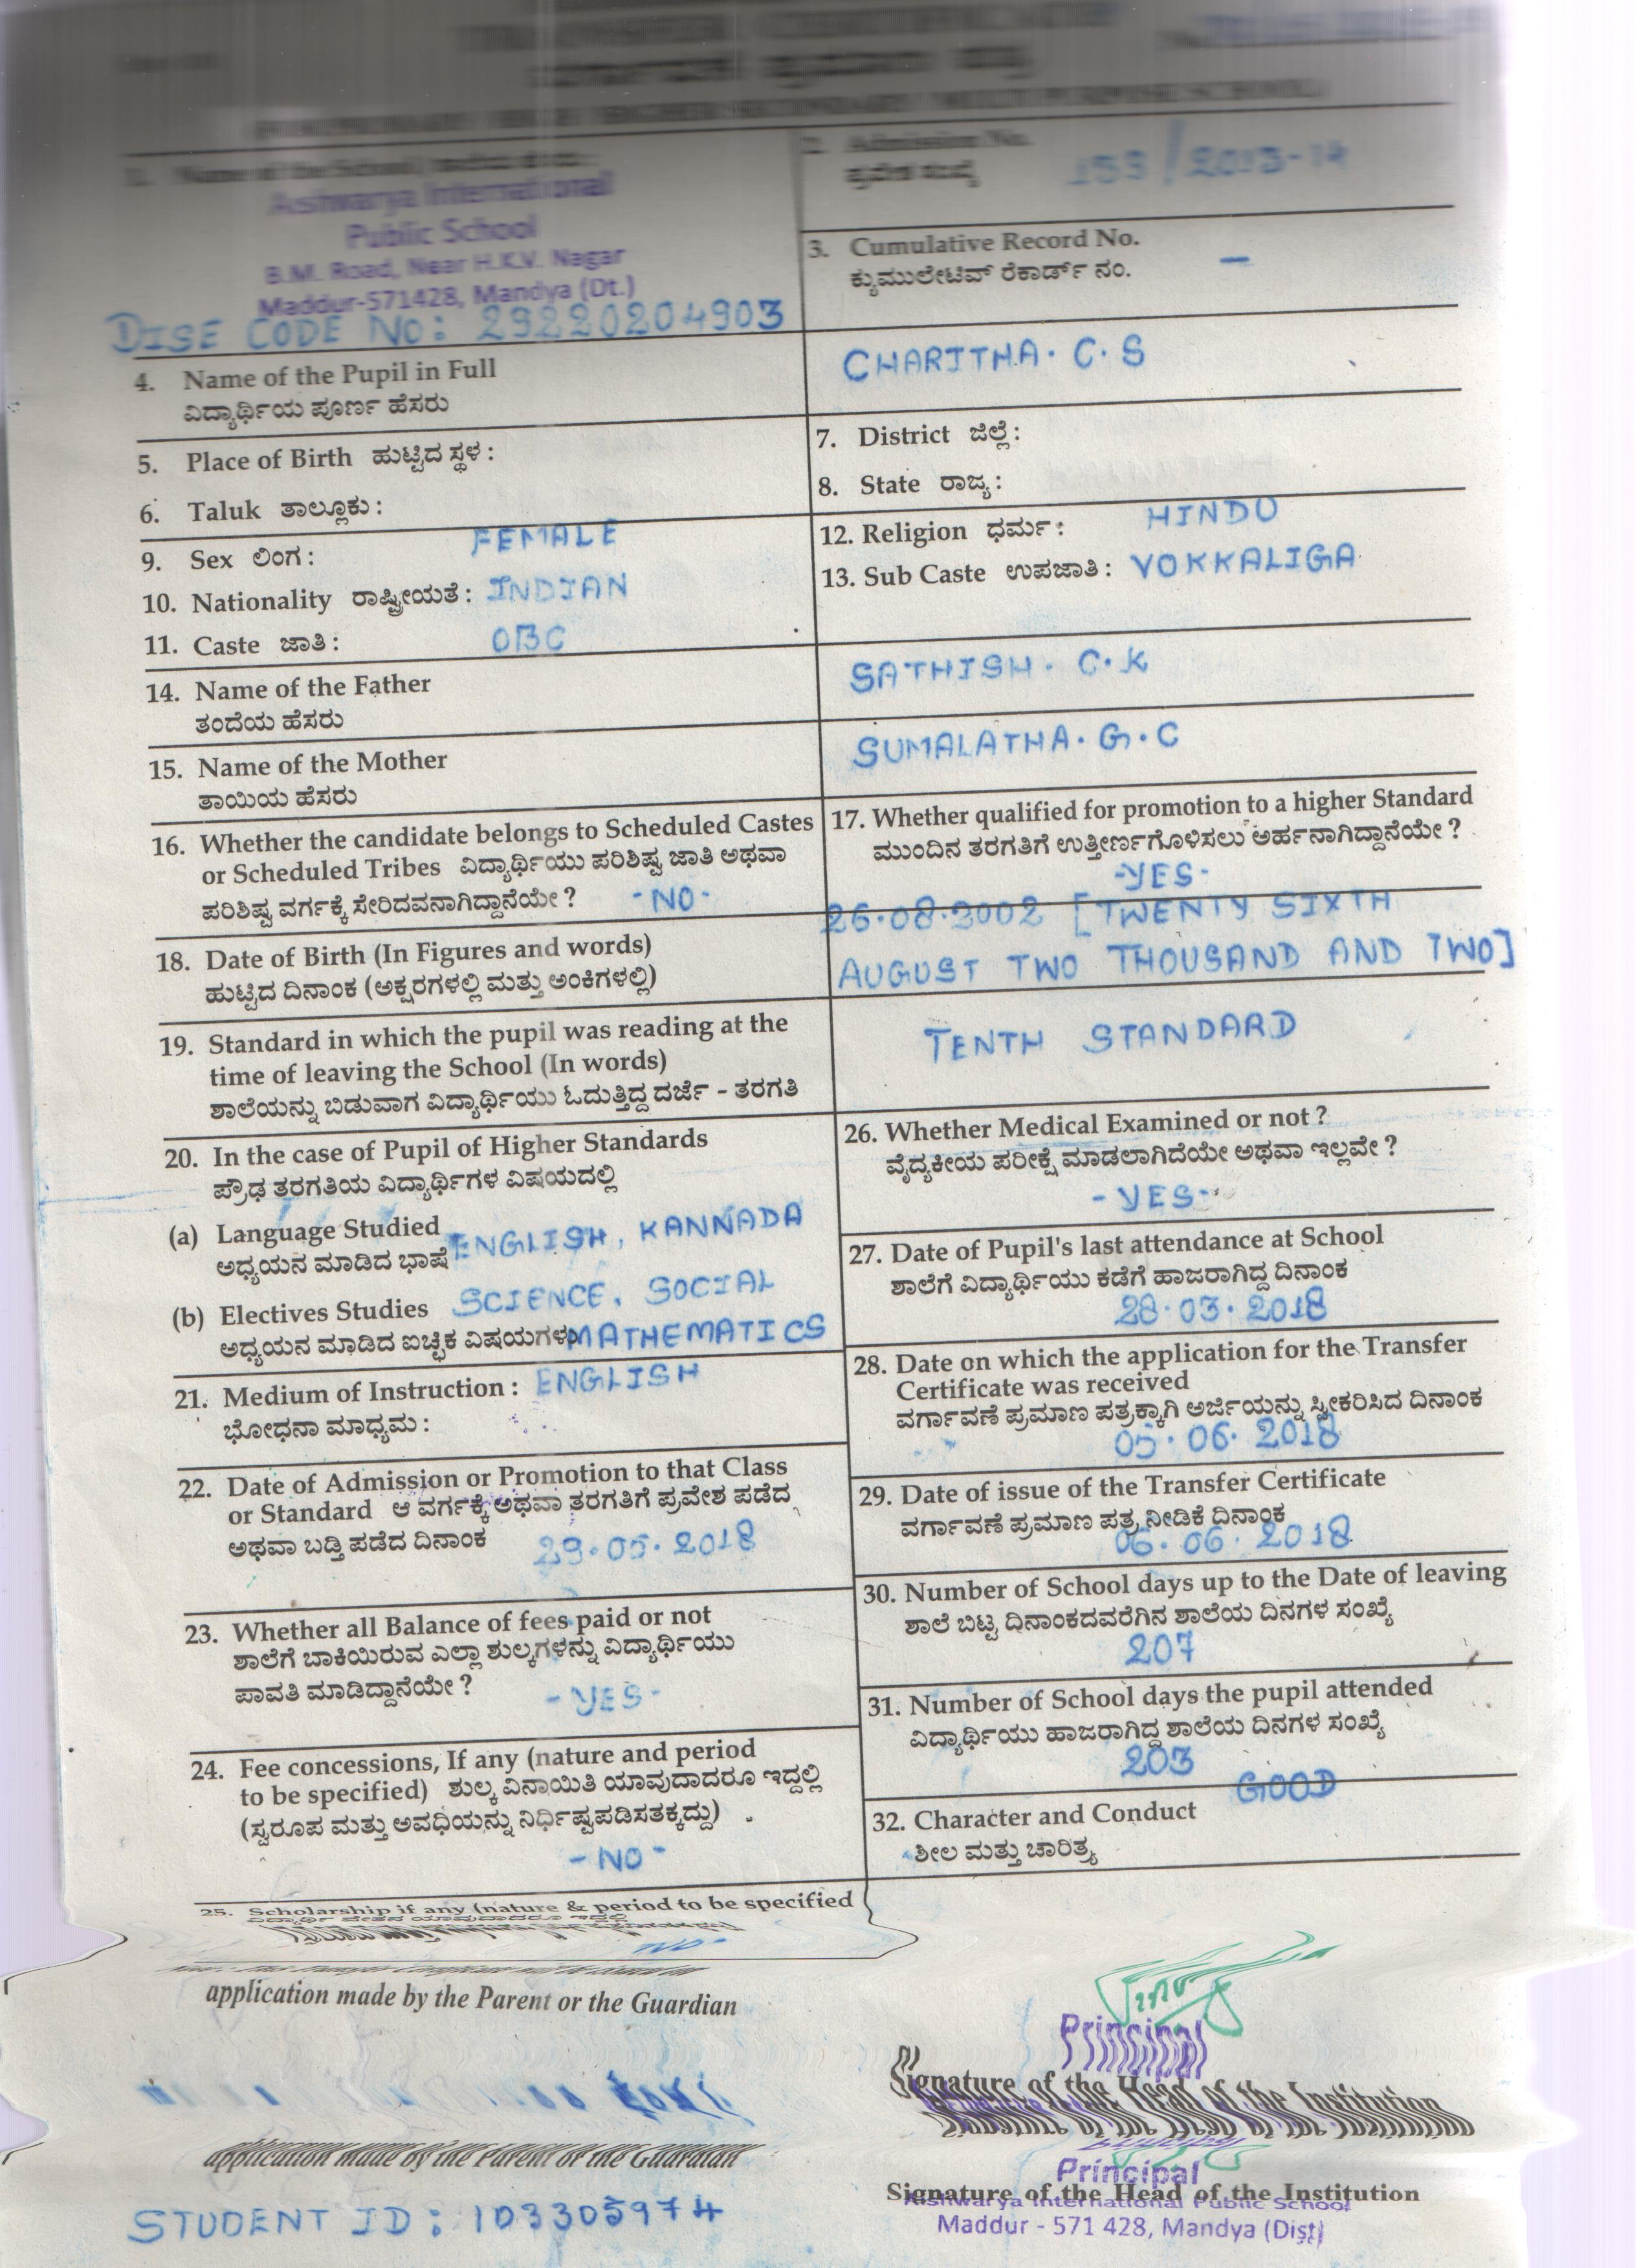 TRANSFER CERTIFICATE
1. Name of the School
Aishwarya International
Public School
B.M. Road, Near H.K.V. Nagar
Maddur-571428, Mandya (Dt.)
DISE CODE NO: 29220204903
2. Admission No.
ಪ್ರವೇಶ ಸಂಖ್ಯೆ
/2013-14
3. Cumulative Record No.
ಕ್ಯುಮುಲೇಟಿವ್ ರೆಕಾರ್ಡ್ ನಂ. –
4. Name of the Pupil in Full
ವಿದ್ಯಾರ್ಥಿಯ ಪೂರ್ಣ ಹೆಸರು
CHARITHA. C. S
5. Place of Birth ಹುಟ್ಟಿದ ಸ್ಥಳ :
6. Taluk ತಾಲ್ಲೂಕು :
7. District ಜಿಲ್ಲೆ :
8. State ರಾಜ್ಯ :
9. Sex ಲಿಂಗ : FEMALE
10. Nationality ರಾಷ್ಟ್ರೀಯತೆ : INDIAN
11. Caste ಜಾತಿ : OBC
12. Religion ಧರ್ಮ : HINDU
13. Sub Caste ಉಪಜಾತಿ : VOKKALIGA
14. Name of the Father
ತಂದೆಯ ಹೆಸರು
SATHISH. C.K
15. Name of the Mother
ತಾಯಿಯ ಹೆಸರು
SUMALATHA. G.C
16. Whether the candidate belongs to Scheduled Castes
or Scheduled Tribes ವಿದ್ಯಾರ್ಥಿಯು ಪರಿಶಿಷ್ಟ ಜಾತಿ ಅಥವಾ
ಪರಿಶಿಷ್ಟ ವರ್ಗಕ್ಕೆ ಸೇರಿದವನಾಗಿದ್ದಾನೆಯೇ ? -NO-
17. Whether qualified for promotion to a higher Standard
ಮುಂದಿನ ತರಗತಿಗೆ ಉತ್ತೀರ್ಣಗೊಳಿಸಲು ಅರ್ಹನಾಗಿದ್ದಾನೆಯೇ ?
-YES-
18. Date of Birth (In Figures and words)
ಹುಟ್ಟಿದ ದಿನಾಂಕ (ಅಕ್ಷರಗಳಲ್ಲಿ ಮತ್ತು ಅಂಕಿಗಳಲ್ಲಿ)
26.08.2002 [TWENTY SIXTH
AUGUST TWO THOUSAND AND TWO]
19. Standard in which the pupil was reading at the
time of leaving the School (In words)
ಶಾಲೆಯನ್ನು ಬಿಡುವಾಗ ವಿದ್ಯಾರ್ಥಿಯು ಓದುತ್ತಿದ್ದ ದರ್ಜೆ – ತರಗತಿ
TENTH STANDARD
20. In the case of Pupil of Higher Standards
ಪ್ರೌಢ ತರಗತಿಯ ವಿದ್ಯಾರ್ಥಿಗಳ ವಿಷಯದಲ್ಲಿ
(a) Language Studied
ಅಧ್ಯಯನ ಮಾಡಿದ ಭಾಷೆ ENGLISH, KANNADA
(b) Electives Studies SCIENCE, SOCIAL
ಅಧ್ಯಯನ ಮಾಡಿದ ಐಚ್ಛಿಕ ವಿಷಯಗಳು MATHEMATICS
21. Medium of Instruction : ENGLISH
ಭೋಧನಾ ಮಾಧ್ಯಮ :
22. Date of Admission or Promotion to that Class
or Standard ಆ ವರ್ಗಕ್ಕೆ ಅಥವಾ ತರಗತಿಗೆ ಪ್ರವೇಶ ಪಡೆದ
ಅಥವಾ ಬಡ್ತಿ ಪಡೆದ ದಿನಾಂಕ 29.05.2018
23. Whether all Balance of fees paid or not
ಶಾಲೆಗೆ ಬಾಕಿಯಿರುವ ಎಲ್ಲಾ ಶುಲ್ಕಗಳನ್ನು ವಿದ್ಯಾರ್ಥಿಯು
ಪಾವತಿ ಮಾಡಿದ್ದಾನೆಯೇ ? -YES-
24. Fee concessions, If any (nature and period
to be specified) ಶುಲ್ಕ ವಿನಾಯಿತಿ ಯಾವುದಾದರೂ ಇದ್ದಲ್ಲಿ
(ಸ್ವರೂಪ ಮತ್ತು ಅವಧಿಯನ್ನು ನಿರ್ಧಿಷ್ಟಪಡಿಸತಕ್ಕದ್ದು)
-NO-
25. Scholarship if any (nature & period to be specified
26. Whether Medical Examined or not ?
ವೈದ್ಯಕೀಯ ಪರೀಕ್ಷೆ ಮಾಡಲಾಗಿದೆಯೇ ಅಥವಾ ಇಲ್ಲವೇ ?
-YES-
27. Date of Pupil's last attendance at School
ಶಾಲೆಗೆ ವಿದ್ಯಾರ್ಥಿಯು ಕಡೆಗೆ ಹಾಜರಾಗಿದ್ದ ದಿನಾಂಕ
28.03.2018
28. Date on which the application for the Transfer
Certificate was received
ವರ್ಗಾವಣೆ ಪ್ರಮಾಣ ಪತ್ರಕ್ಕಾಗಿ ಅರ್ಜಿಯನ್ನು ಸ್ವೀಕರಿಸಿದ ದಿನಾಂಕ
05.06.2018
29. Date of issue of the Transfer Certificate
ವರ್ಗಾವಣೆ ಪ್ರಮಾಣ ಪತ್ರ ನೀಡಿಕೆ ದಿನಾಂಕ
06.06.2018
30. Number of School days up to the Date of leaving
ಶಾಲೆ ಬಿಟ್ಟ ದಿನಾಂಕದವರೆಗಿನ ಶಾಲೆಯ ದಿನಗಳ ಸಂಖ್ಯೆ
207
31. Number of School days the pupil attended
ವಿದ್ಯಾರ್ಥಿಯು ಹಾಜರಾಗಿದ್ದ ಶಾಲೆಯ ದಿನಗಳ ಸಂಖ್ಯೆ
203
32. Character and Conduct GOOD
ಶೀಲ ಮತ್ತು ಚಾರಿತ್ರ್ಯ
application made by the Parent or the Guardian
Principal
Signature of the Head of the Institution
application made by the Parent or the Guardian
Principal
Signature of the Head of the Institution
Aishwarya International Public School
Maddur - 571 428, Mandya (Dist)
STUDENT ID: 103305974